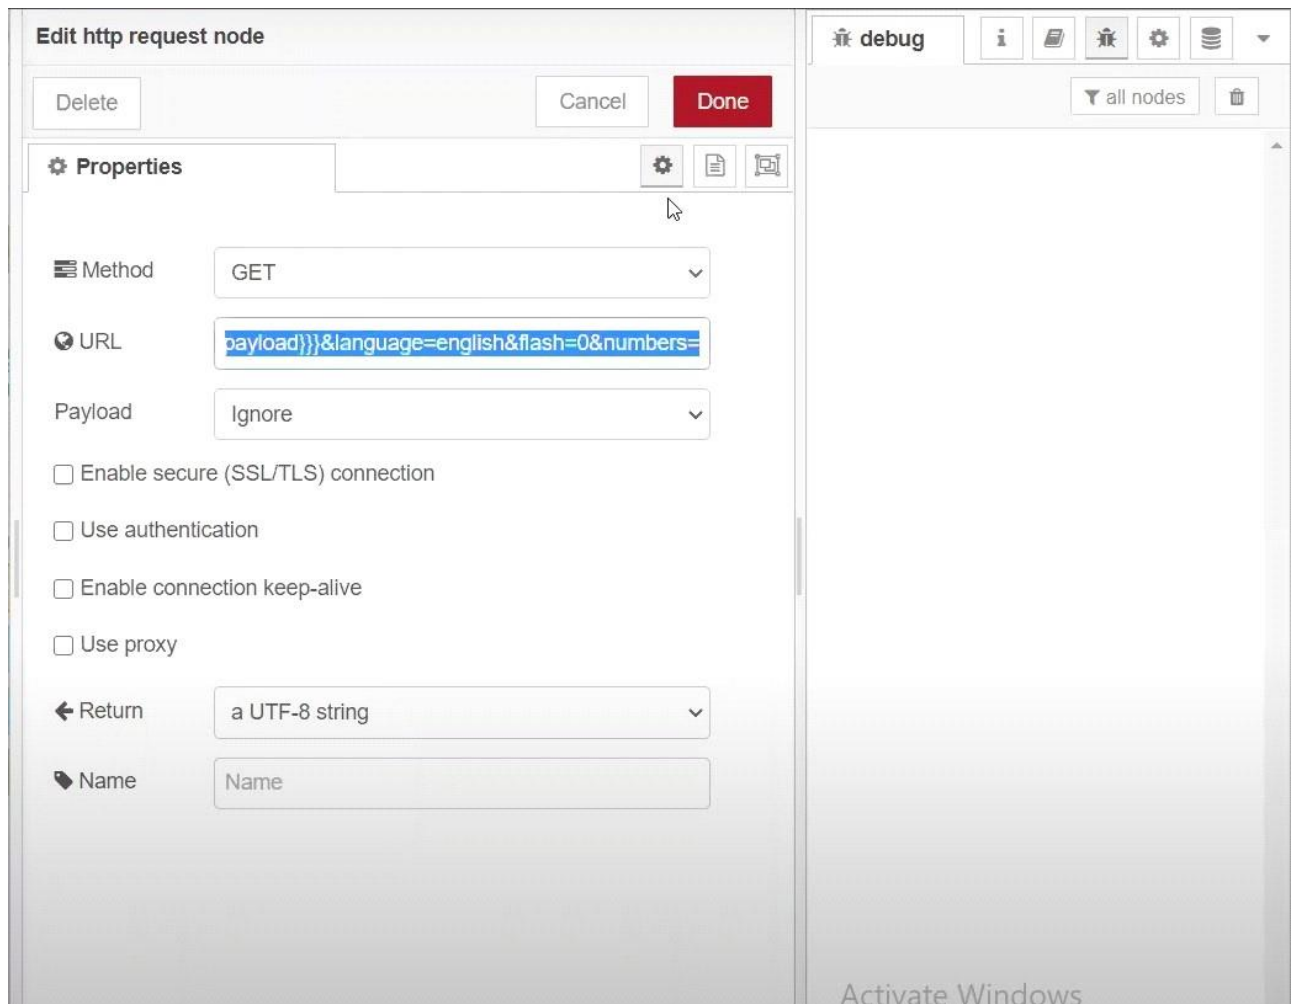 Edit http request node
debug
Delete
Cancel
Done
all nodes
Properties
Method
GET
URL
payload}}}&language=english&flash=0&numbers=
Payload
Ignore
Enable secure (SSL/TLS) connection
Use authentication
Enable connection keep-alive
Use proxy
Return
a UTF-8 string
Name
Name
Activate Windows